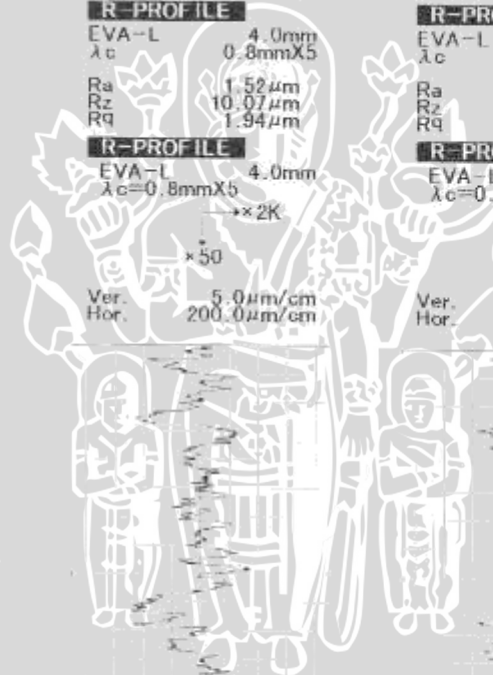 R-PROFILE
EVA-L 4.0mm
λc 0.8mmX5
Ra 1.52μm
Rz 10.07μm
Rq 1.94μm
R-PROFILE
EVA-L 4.0mm
λc=0.8mmX5
×2K
×50
Ver. 5.0μm/cm
Hor. 200.0μm/cm
R-PRO
EVA-L
λc
Ra
Rz
Rq
R-PRO
EVA-L
λc=0.
Ver.
Hor.